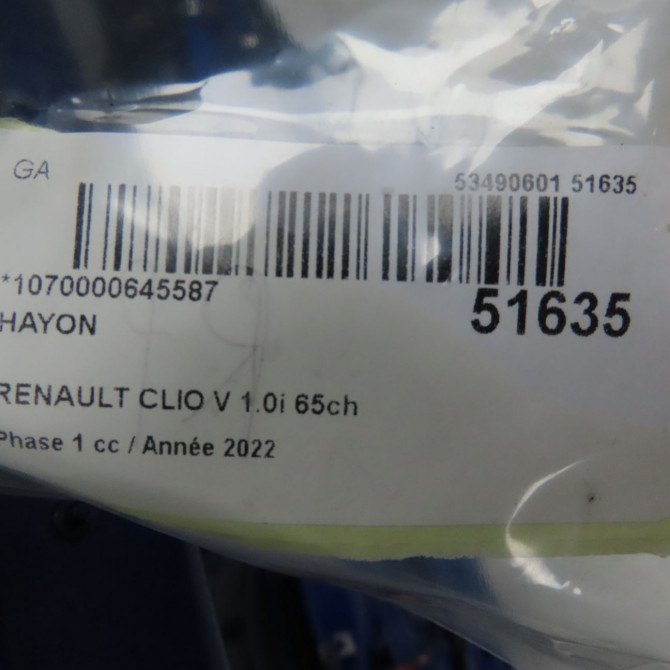 GA
53490601 51635
*1070000645587
51635
HAYON
RENAULT CLIO V 1.0i 65ch
Phase 1 cc / Année 2022